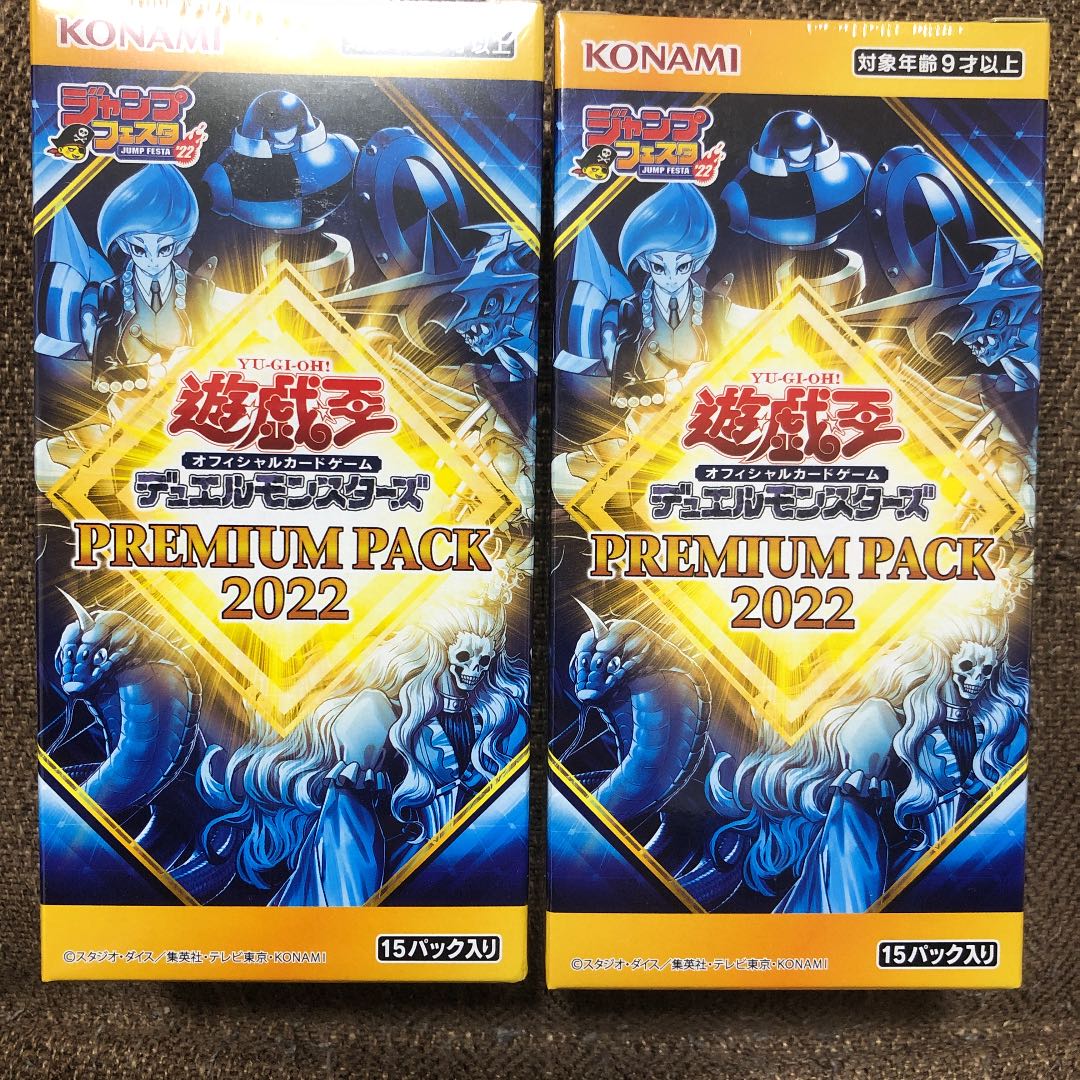 KONAMI
ジャンプ
フェスタ
JUMP FESTA '22
YU-GI-OH!
遊戯王
オフィシャルカードゲーム
デュエルモンスターズ
PREMIUM PACK
2022
©スタジオ・ダイス/集英社・テレビ東京・KONAMI
15パック入り
KONAMI
対象年齢9才以上
ジャンプ
フェスタ
JUMP FESTA '22
YU-GI-OH!
遊戯王
オフィシャルカードゲーム
デュエルモンスターズ
PREMIUM PACK
2022
©スタジオ・ダイス/集英社・テレビ東京・KONAMI
15パック入り